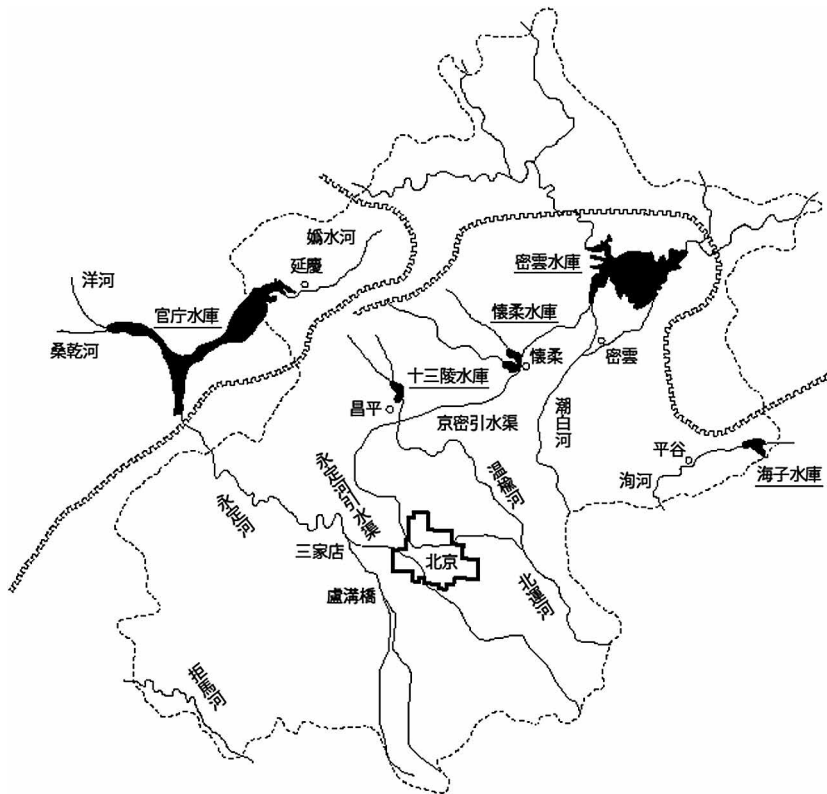 嬀水河
延慶
洋河
官庁水庫
桑乾河
密雲水庫
懐柔水庫
密雲
懐柔
十三陵水庫
昌平
京密引水渠
潮白河
平谷
洵河
海子水庫
温楡河
永定河引水渠
永定河
三家店
北京
北運河
盧溝橋
拒馬河